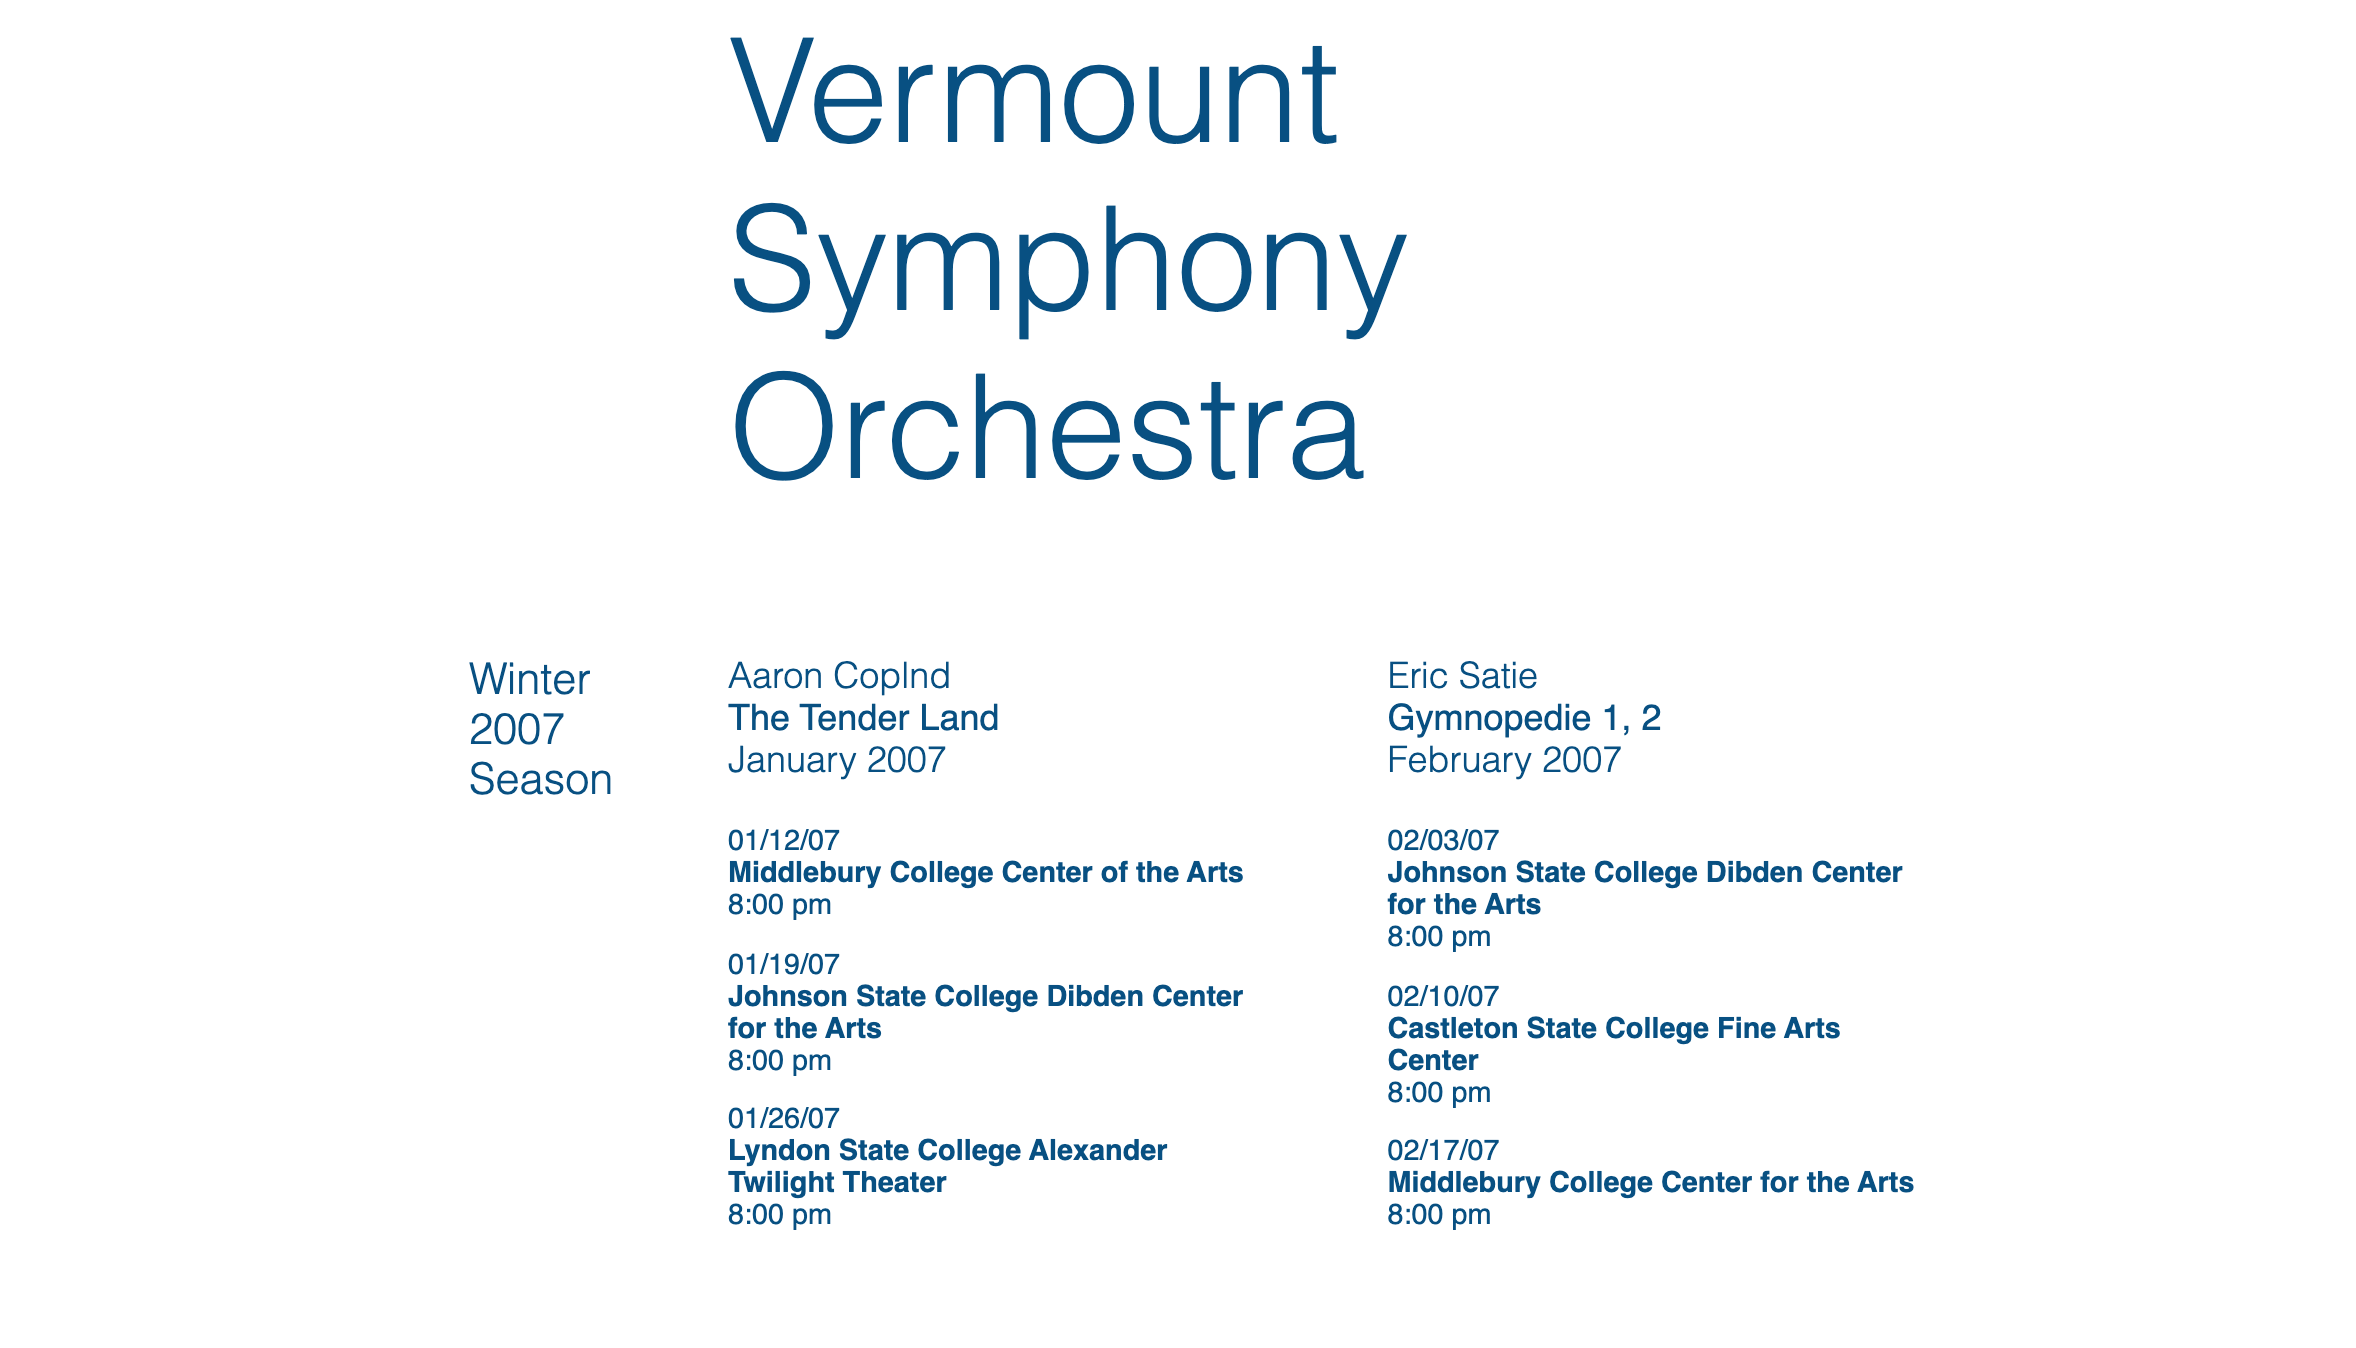 Vermount
Symphony
Orchestra
Winter
2007
Season
Aaron Coplnd
The Tender Land
January 2007
01/12/07
Middlebury College Center of the Arts
8:00 pm
01/19/07
Johnson State College Dibden Center
for the Arts
8:00 pm
01/26/07
Lyndon State College Alexander
Twilight Theater
8:00 pm
Eric Satie
Gymnopedie 1, 2
February 2007
02/03/07
Johnson State College Dibden Center
for the Arts
8:00 pm
02/10/07
Castleton State College Fine Arts
Center
8:00 pm
02/17/07
Middlebury College Center for the Arts
8:00 pm